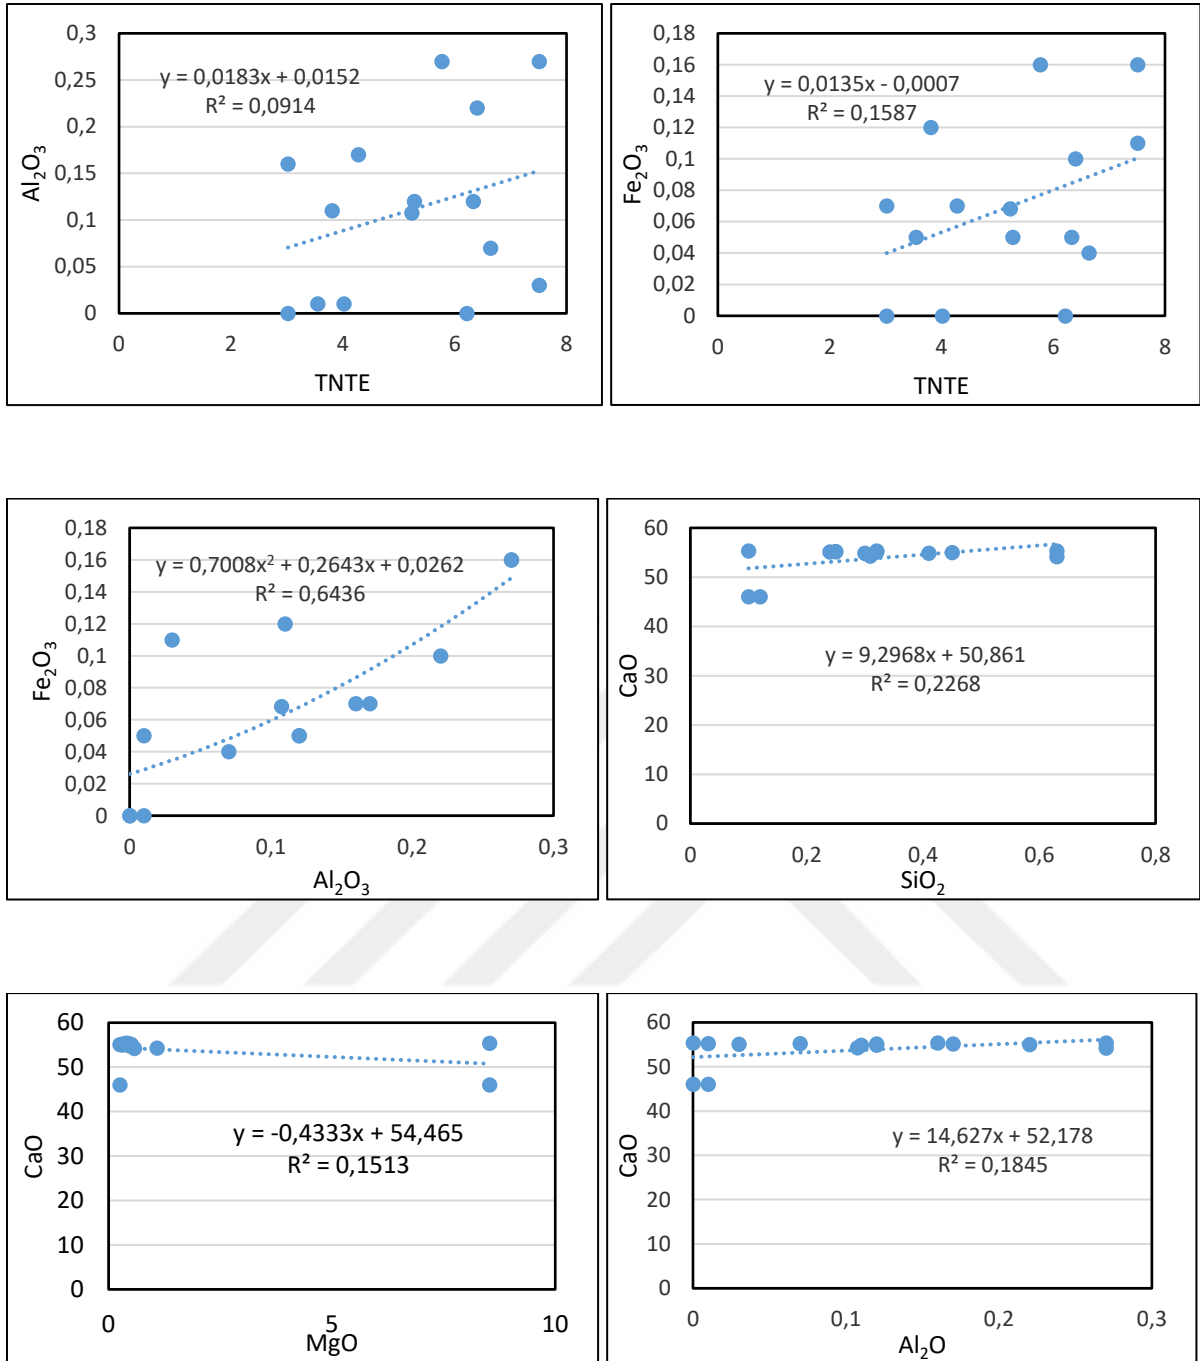 0,3
0,25
0,2
0,15
0,1
0,05
0
y = 0,0183x + 0,0152
R² = 0,0914
Al₂O₃
0 2 4 6 8
TNTE
0,18
0,16
0,14
0,12
0,1
0,08
0,06
0,04
0,02
0
y = 0,0135x - 0,0007
R² = 0,1587
Fe₂O₃
0 2 4 6 8
TNTE
0,18
0,16
0,14
0,12
0,1
0,08
0,06
0,04
0,02
0
y = 0,7008x² + 0,2643x + 0,0262
R² = 0,6436
Fe₂O₃
0 0,1 0,2 0,3
Al₂O₃
60
50
40
30
20
10
0
y = 9,2968x + 50,861
R² = 0,2268
CaO
0 0,2 0,4 0,6 0,8
SiO₂
60
50
40
30
20
10
0
y = -0,4333x + 54,465
R² = 0,1513
CaO
0 5 10
MgO
60
50
40
30
20
10
0
y = 14,627x + 52,178
R² = 0,1845
CaO
0 0,1 0,2 0,3
Al₂O